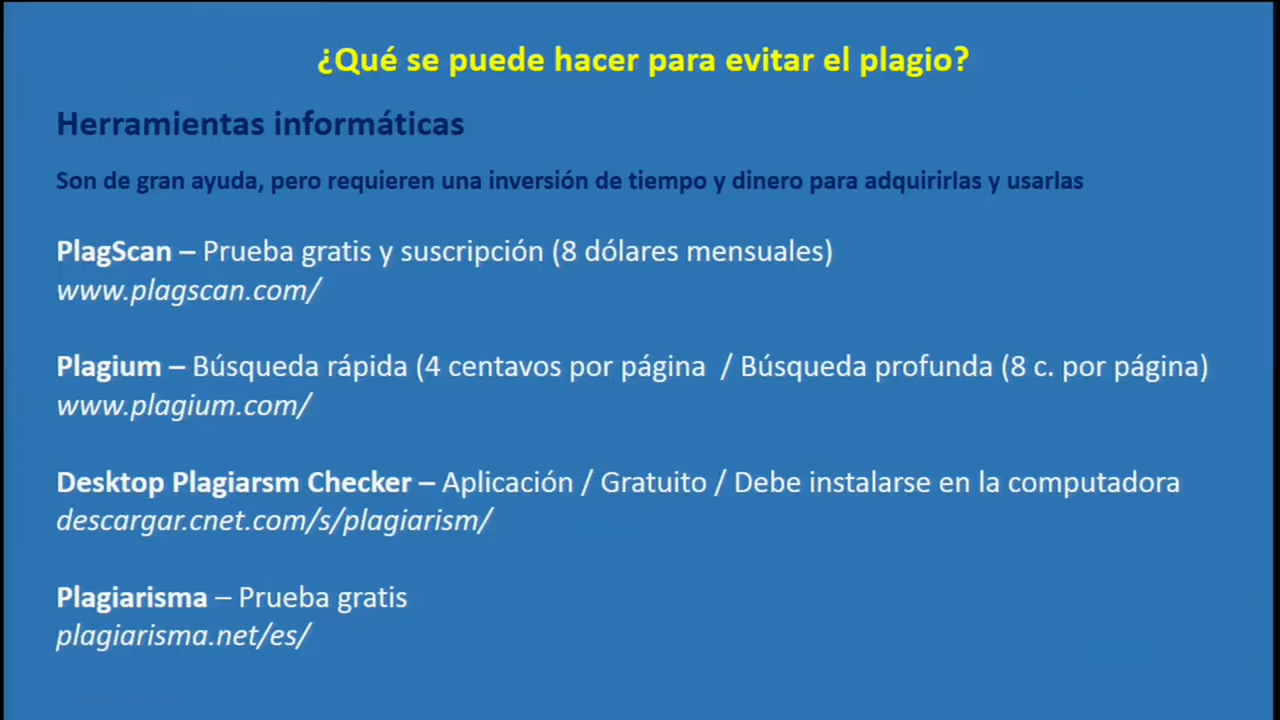 ¿Qué se puede hacer para evitar el plagio?
Herramientas informáticas
Son de gran ayuda, pero requieren una inversión de tiempo y dinero para adquirirlas y usarlas
PlagScan – Prueba gratis y suscripción (8 dólares mensuales)
www.plagscan.com/
Plagium – Búsqueda rápida (4 centavos por página / Búsqueda profunda (8 c. por página)
www.plagium.com/
Desktop Plagiarsm Checker – Aplicación / Gratuito / Debe instalarse en la computadora
descargar.cnet.com/s/plagiarism/
Plagiarisma – Prueba gratis
plagiarisma.net/es/